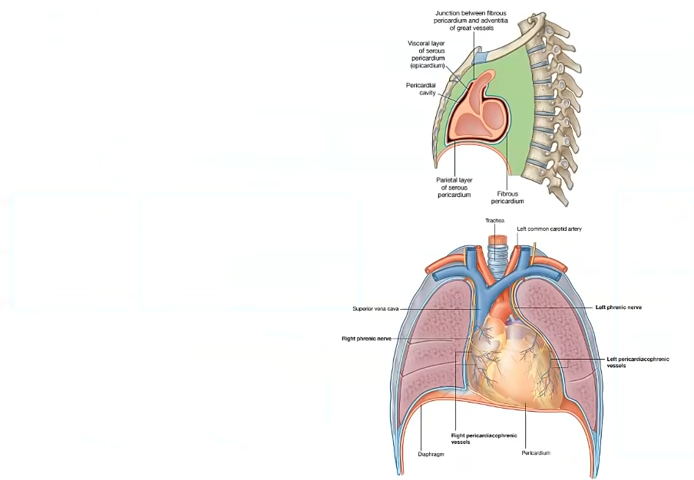 Junction between fibrous
pericardium and adventitia
of great vessels
Visceral layer
of serous
pericardium
(epicardium)
Pericardial
cavity
Parietal layer
of serous
pericardium
Fibrous
pericardium
Trachea
Left common carotid artery
Superior vena cava
Left phrenic nerve
Right phrenic nerve
Left pericardiacophrenic
vessels
Right pericardiacophrenic
vessels
Diaphragm
Pericardium